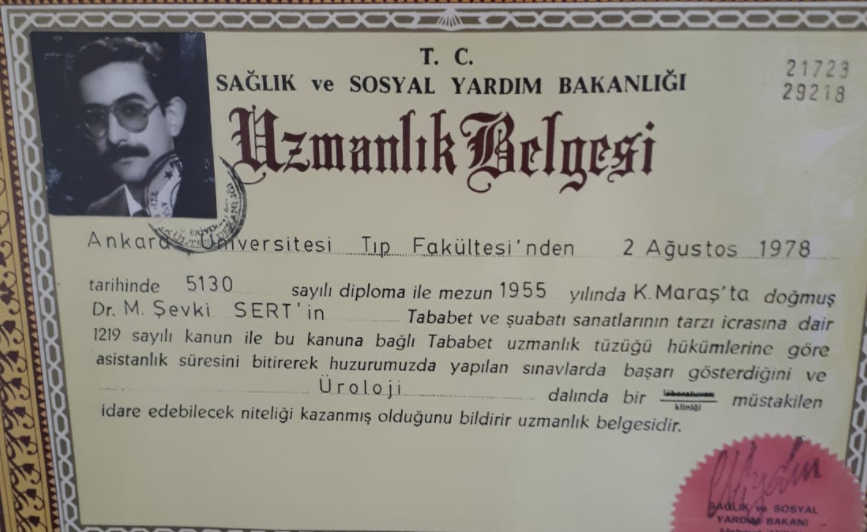 T. C.
SAĞLIK ve SOSYAL YARDIM BAKANLIĞI
21723
29218
Uzmanlık Belgesi
Ankara Üniversitesi Tıp Fakültesi'nden 2 Ağustos 1978
tarihinde 5130 sayılı diploma ile mezun 1955 yılında K.Maraş'ta doğmuş
Dr. M. Şevki SERT'in Tababet ve şuabatı sanatlarının tarzı icrasına dair
1219 sayılı kanun ile bu kanuna bağlı Tababet uzmanlık tüzüğü hükümlerine göre
asistanlık süresini bitirerek huzurumuzda yapılan sınavlarda başarı gösterdiğini ve
Üroloji dalında bir kliniği müstakilen
idare edebilecek niteliği kazanmış olduğunu bildirir uzmanlık belgesidir.
SAĞLIK ve SOSYAL
YARDIM BAKANI